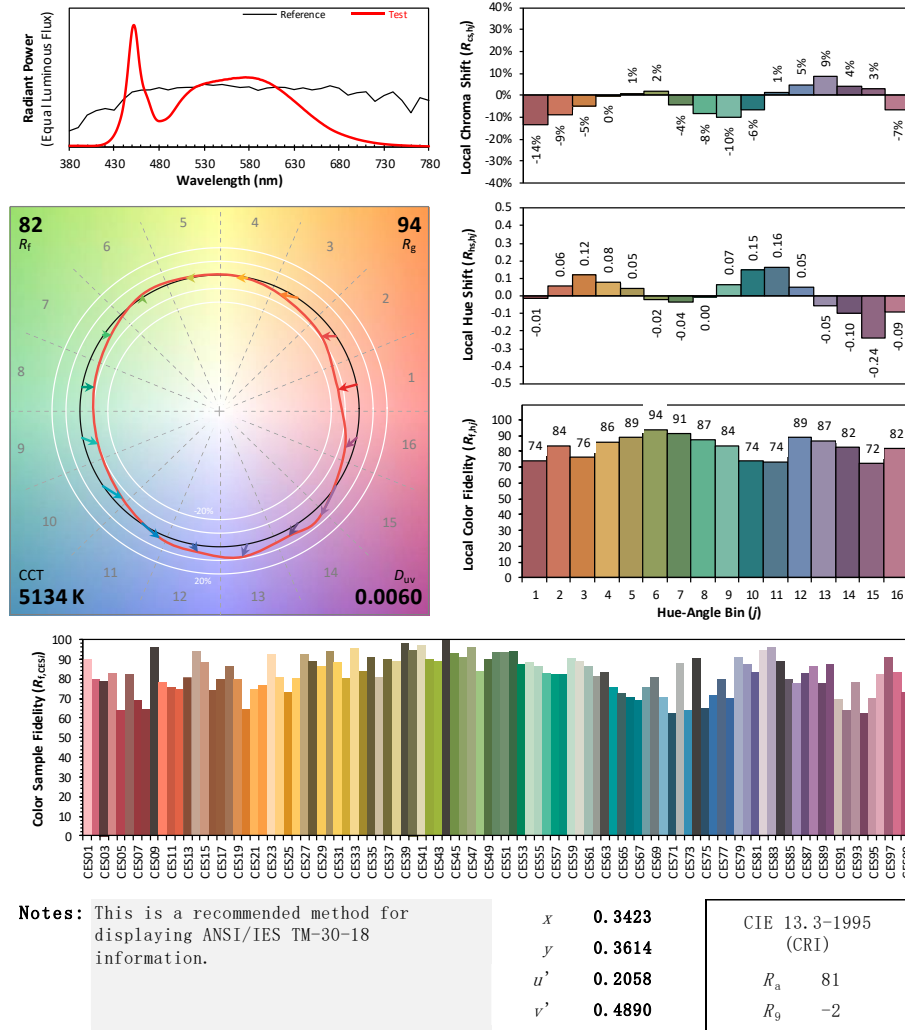 Reference
Test
Radiant Power
(Equal Luminous Flux)
380 430 480 530 580 630 680 730 780
Wavelength (nm)
Local Chroma Shift (Rcs,hj)
40%
30%
20%
10%
0%
-10%
-20%
-30%
-40%
-14% -9% -5% 0% 1% 2% -4% -8% -10% -6% 1% 5% 9% 4% 3% -7%
82
Rf
94
Rg
1
2
3
4
5
6
7
8
9
10
11
12
13
14
15
16
-20%
20%
CCT
5134 K
Duv
0.0060
Local Hue Shift (Rhs,hj)
0.5
0.4
0.3
0.2
0.1
0.0
-0.1
-0.2
-0.3
-0.4
-0.5
-0.01 0.06 0.12 0.08 0.05 -0.02 -0.04 0.00 0.07 0.15 0.16 0.05 -0.05 -0.10 -0.24 -0.09
Local Color Fidelity (Rf,hj)
100
90
80
70
60
50
40
30
20
10
0
74 84 76 86 89 94 91 87 84 74 74 89 87 82 72 82
1 2 3 4 5 6 7 8 9 10 11 12 13 14 15 16
Hue-Angle Bin (j)
Color Sample Fidelity (Rf,CESi)
100
90
80
70
60
50
40
30
20
10
0
CES01 CES03 CES05 CES07 CES09 CES11 CES13 CES15 CES17 CES19 CES21 CES23 CES25 CES27 CES29 CES31 CES33 CES35 CES37 CES39 CES41 CES43 CES45 CES47 CES49 CES51 CES53 CES55 CES57 CES59 CES61 CES63 CES65 CES67 CES69 CES71 CES73 CES75 CES77 CES79 CES81 CES83 CES85 CES87 CES89 CES91 CES93 CES95 CES97
Notes: This is a recommended method for
displaying ANSI/IES TM-30-18
information.
x 0.3423
y 0.3614
u' 0.2058
v' 0.4890
CIE 13.3-1995
(CRI)
Ra 81
R9 -2